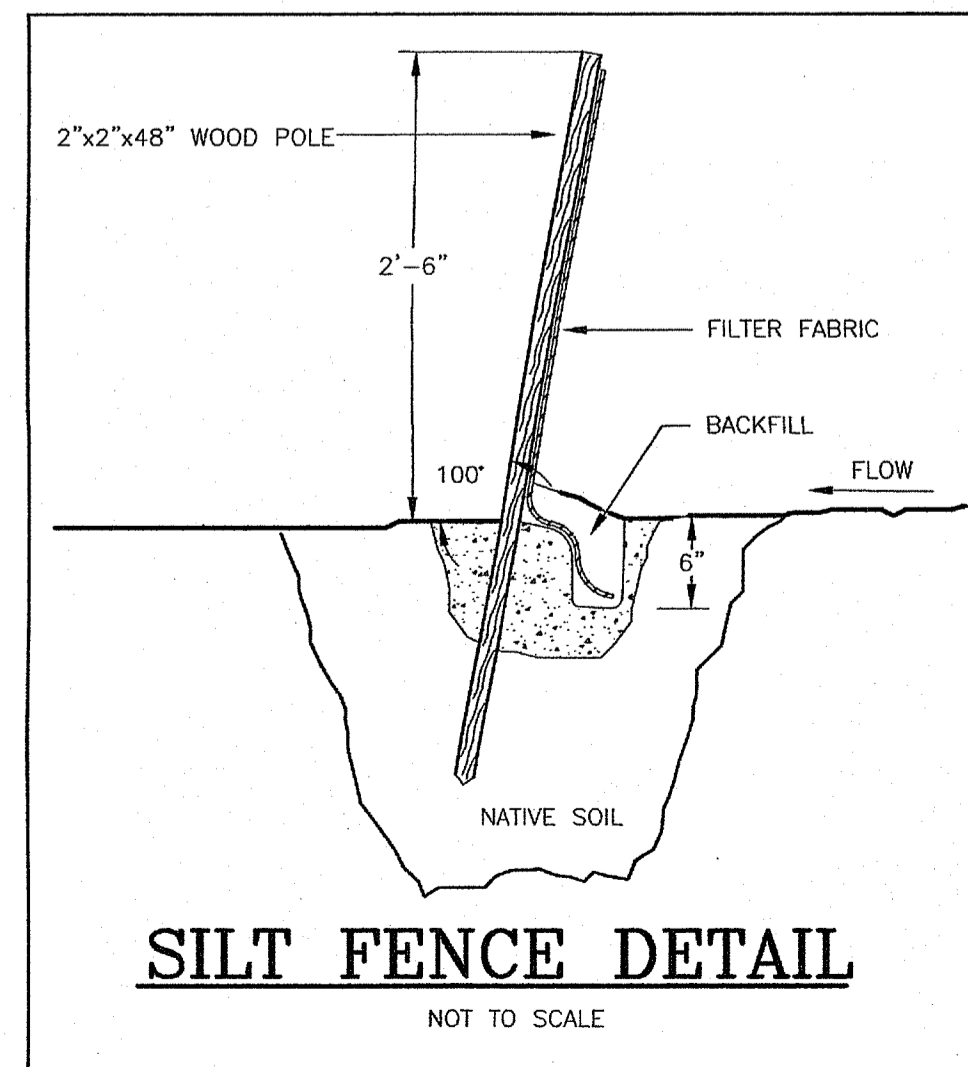 2"x2"x48" WOOD POLE
2'-6"
FILTER FABRIC
BACKFILL
100°
FLOW
6"
NATIVE SOIL
SILT FENCE DETAIL
NOT TO SCALE